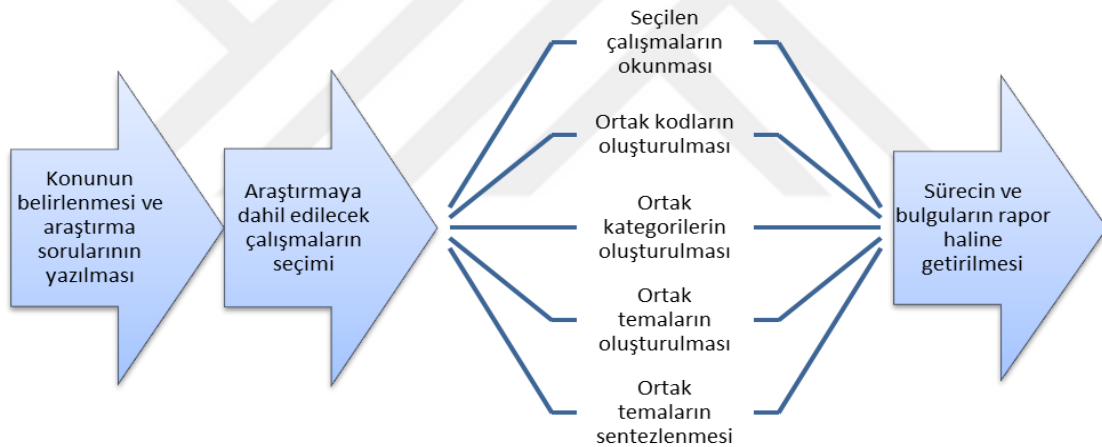 Konunun
belirlenmesi ve
araştırma
sorularının
yazılması
Araştırmaya
dahil edilecek
çalışmaların
seçimi
Seçilen
çalışmaların
okunması
Ortak kodların
oluşturulması
Ortak
kategorilerin
oluşturulması
Ortak
temaların
oluşturulması
Ortak
temaların
sentezlenmesi
Sürecin ve
bulguların rapor
haline
getirilmesi